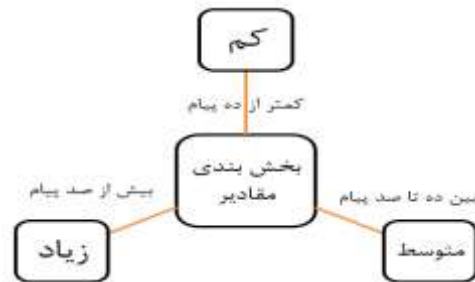 کم
کمتر از ده پیام
بخش بندی
مقادیر
بیش از صد پیام
بین ده تا صد پیام
زیاد
متوسط